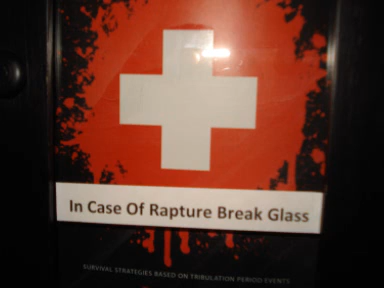 In Case Of Rapture Break Glass
SURVIVAL STRATEGIES BASED ON TRIBULATION PERIOD EVENTS